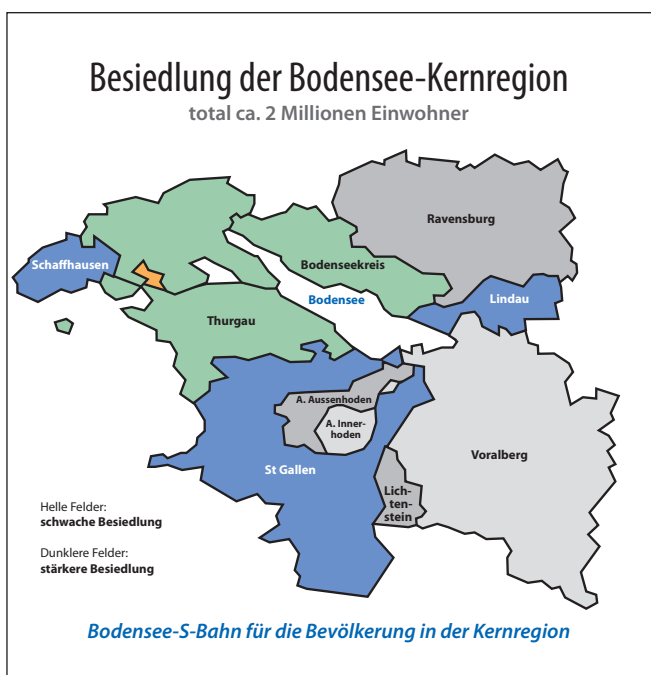 Besiedlung der Bodensee-Kernregion
total ca. 2 Millionen Einwohner
Ravensburg
Schaffhausen
Bodenseekreis
Bodensee
Lindau
Thurgau
A. Aussenhoden
A. Inner-
hoden
Voralberg
St Gallen
Lich-
ten-
stein
Helle Felder:
schwache Besiedlung
Dunklere Felder:
stärkere Besiedlung
Bodensee-S-Bahn für die Bevölkerung in der Kernregion